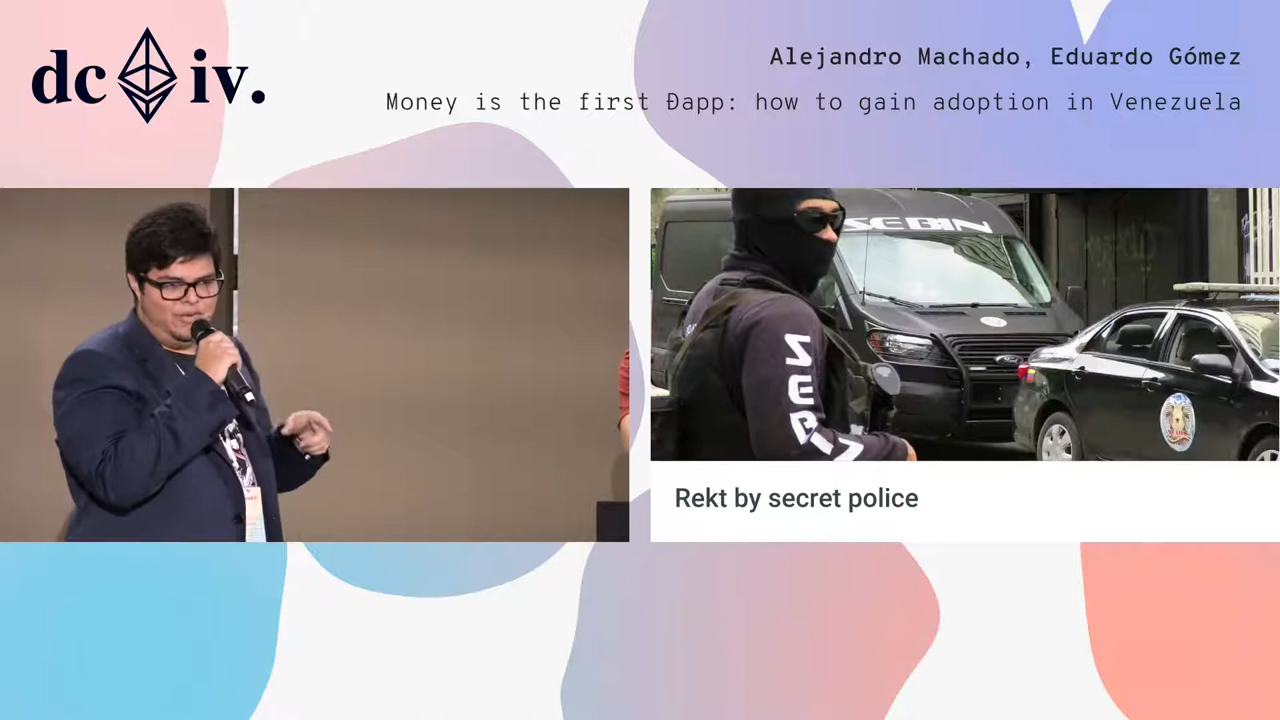 dc iv.
Alejandro Machado, Eduardo Gómez
Money is the first Ðapp: how to gain adoption in Venezuela
SEBIN
SEBIN
Rekt by secret police